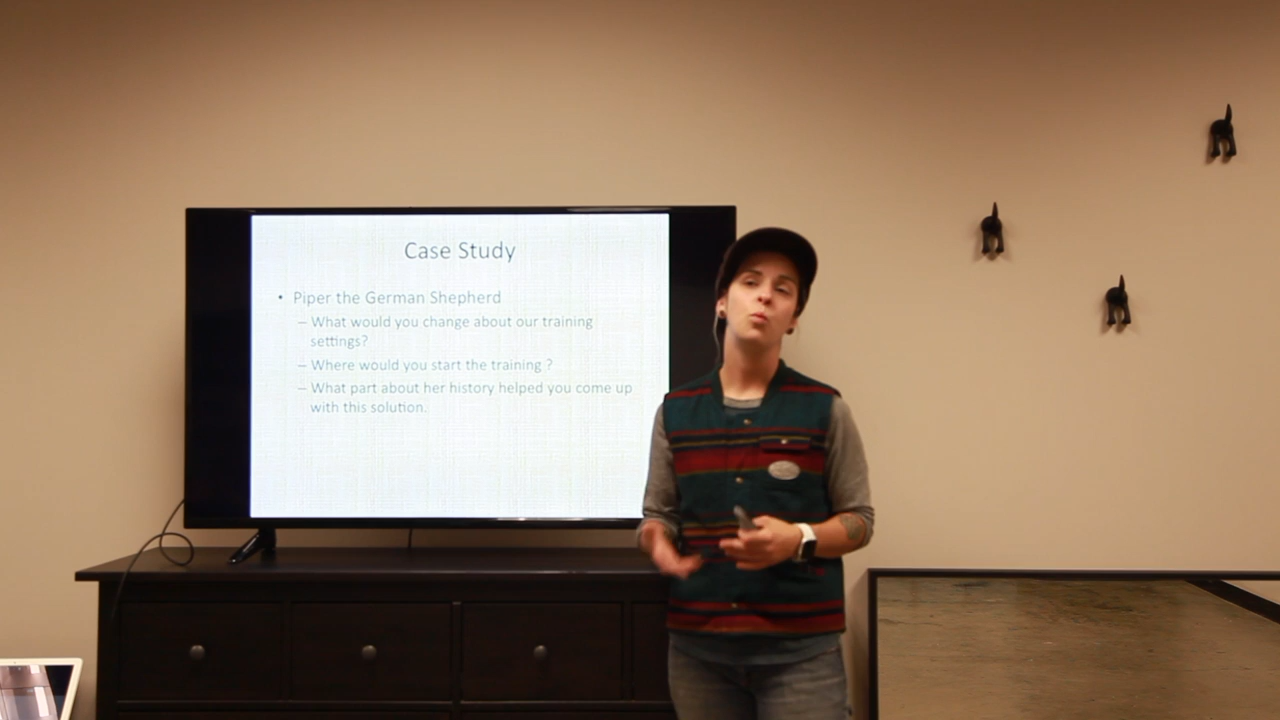 Case Study
• Piper the German Shepherd
– What would you change about our training
settings?
– Where would you start the training ?
– What part about her history helped you come up
with this solution.